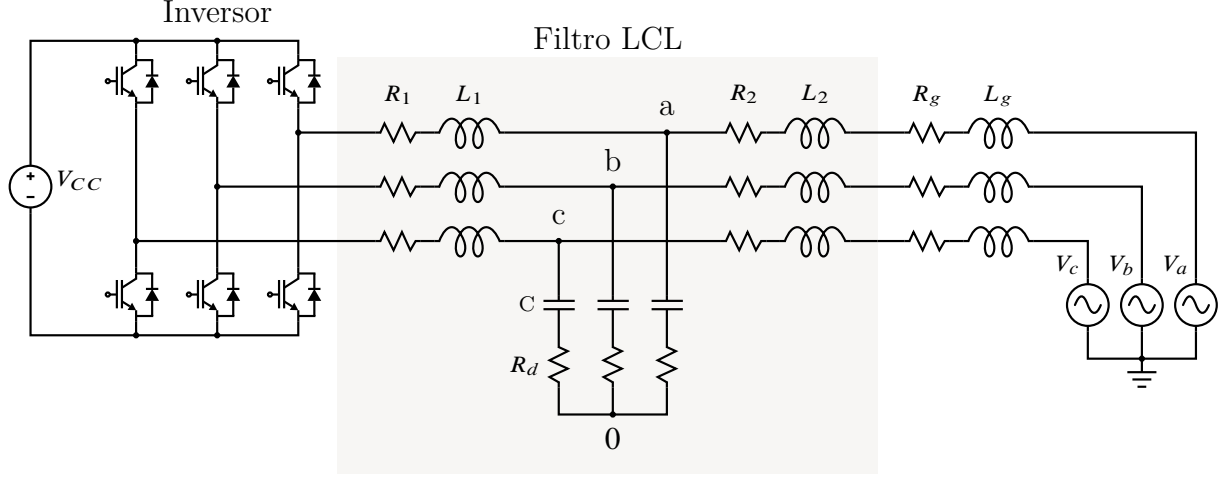 Inversor
Filtro LCL
R1 L1 a R2 L2 Rg Lg
b
VCC
c
Vc Vb Va
C
Rd
0